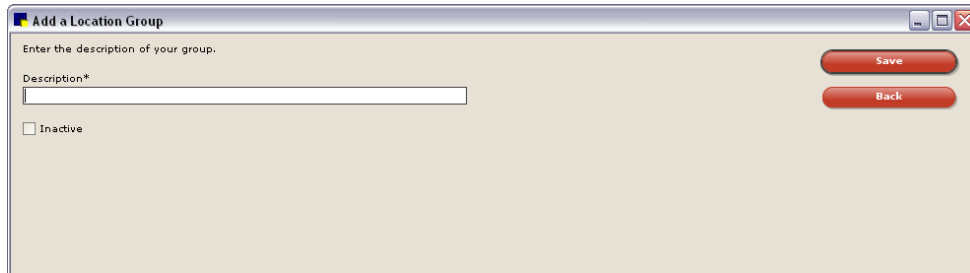 Add a Location Group
Enter the description of your group.
Save
Description*
Back
Inactive